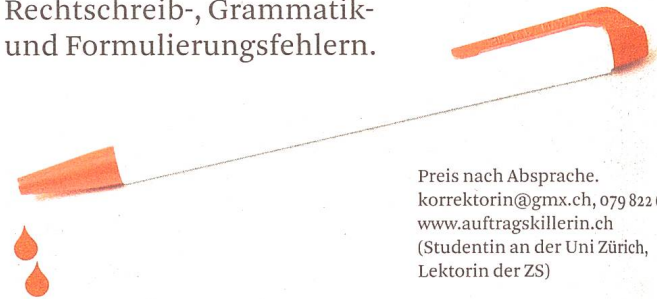 Rechtschreib-, Grammatik-
und Formulierungsfehlern.
Preis nach Absprache.
korrektorin@gmx.ch, 079 822
www.auftragskillerin.ch
(Studentin an der Uni Zürich,
Lektorin der ZS)